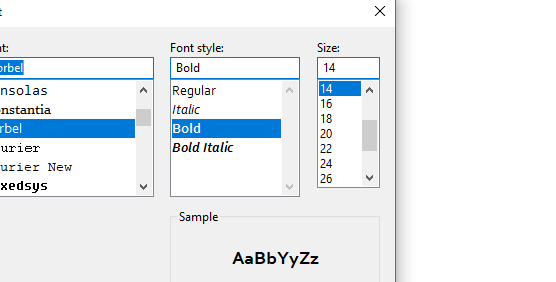 t
nt: Font style: Size:
orbel Bold 14
nsolas Regular 14
nstantia Italic 16
rbel Bold 18
urier Bold Italic 20
urier New 22
xedsys 24
26
Sample
AaBbYyZz